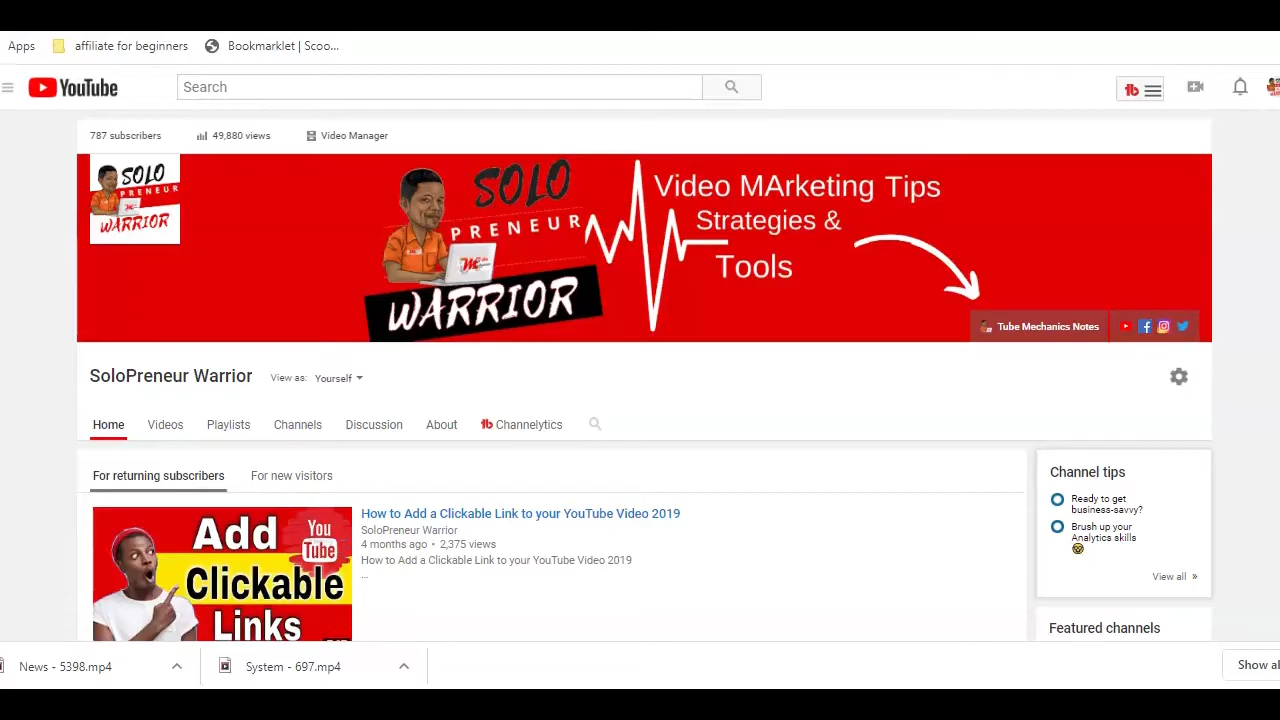 Apps affiliate for beginners Bookmarklet | Scoo...
YouTube Search
787 subscribers 49,880 views Video Manager
SOLO
PRENEUR
WARRIOR
SOLO
PRENEUR
WARRIOR
Video MArketing Tips
Strategies &
Tools
Tube Mechanics Notes
SoloPreneur Warrior View as: Yourself
Home Videos Playlists Channels Discussion About Channelytics
For returning subscribers For new visitors
Add
You
Tube
Clickable
Links
How to Add a Clickable Link to your YouTube Video 2019
SoloPreneur Warrior
4 months ago • 2,375 views
How to Add a Clickable Link to your YouTube Video 2019
...
Channel tips
Ready to get
business-savvy?
Brush up your
Analytics skills
View all »
Featured channels
News - 5398.mp4 System - 697.mp4 Show al